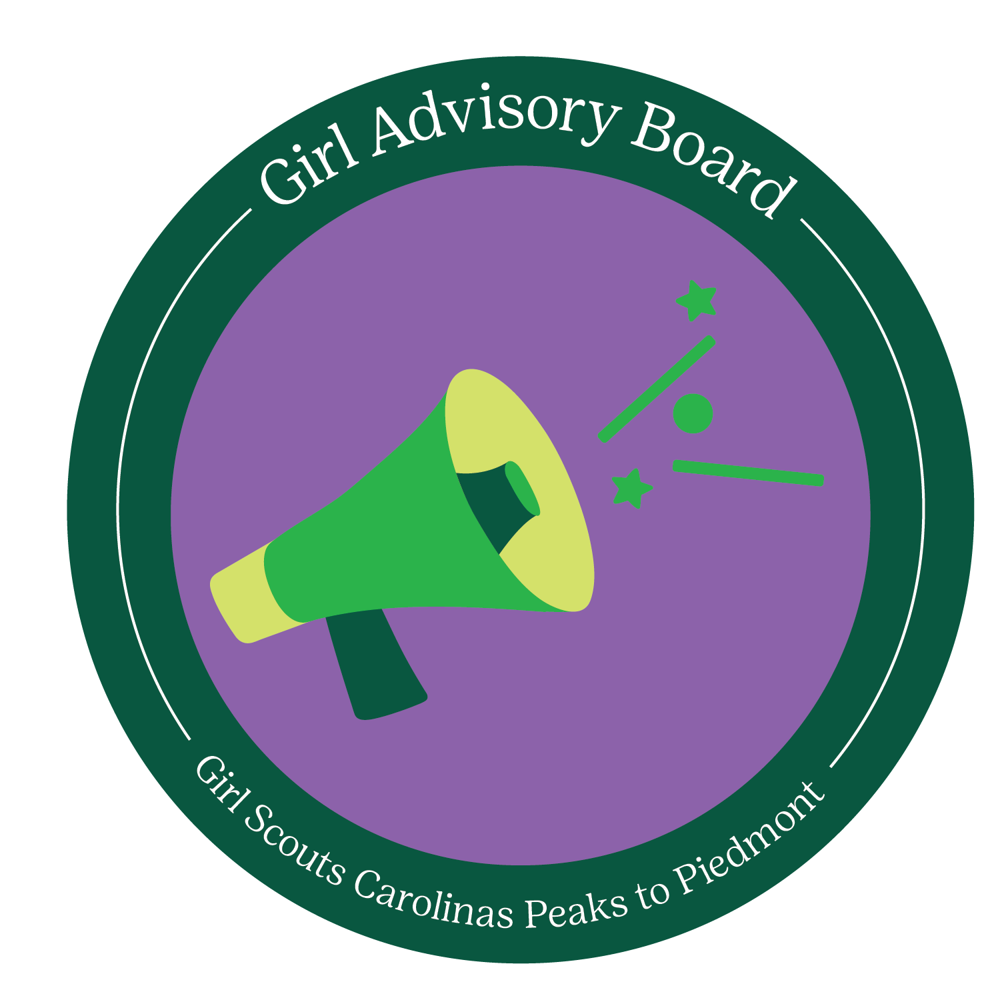 Girl Advisory Board
Girl Scouts Carolinas Peaks to Piedmont